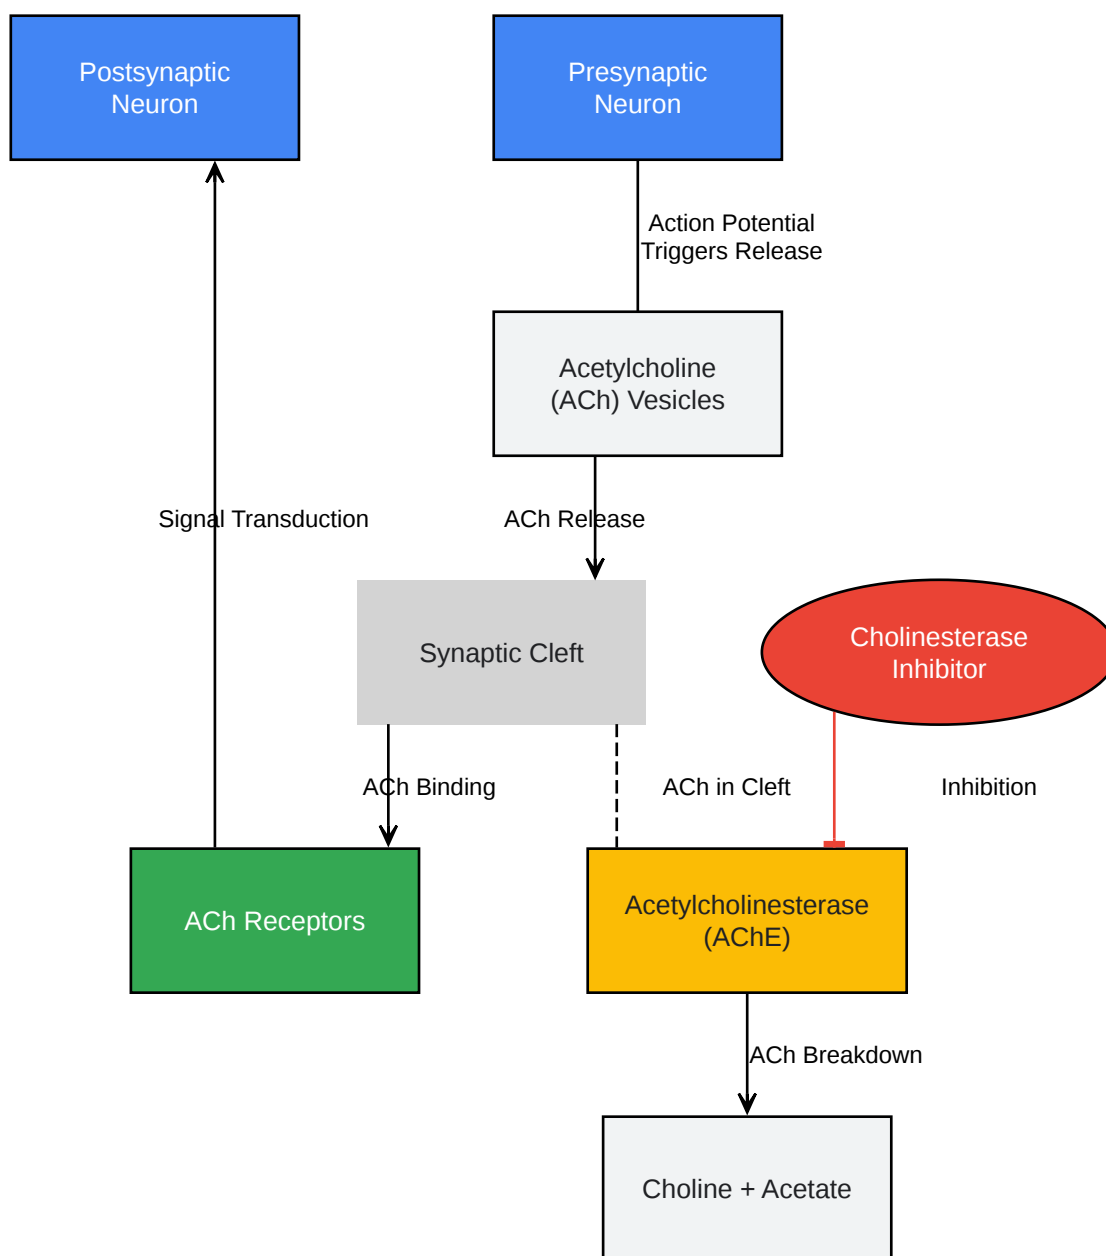 Postsynaptic
Neuron
Presynaptic
Neuron
Action Potential
Triggers Release
Acetylcholine
(ACh) Vesicles
Signal Transduction
ACh Release
Synaptic Cleft
Cholinesterase
Inhibitor
ACh Binding
ACh in Cleft
Inhibition
ACh Receptors
Acetylcholinesterase
(AChE)
ACh Breakdown
Choline + Acetate